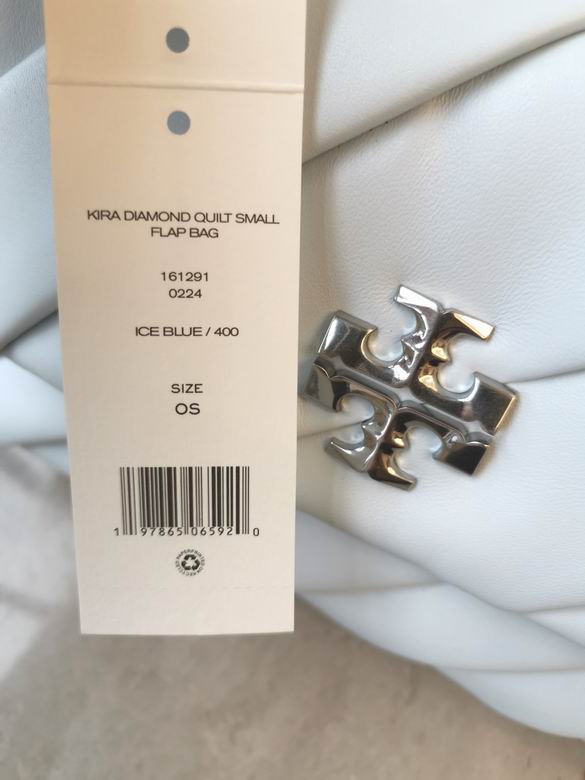 KIRA DIAMOND QUILT SMALL
FLAP BAG
161291
0224
ICE BLUE / 400
SIZE
OS
1 97865 06592 0